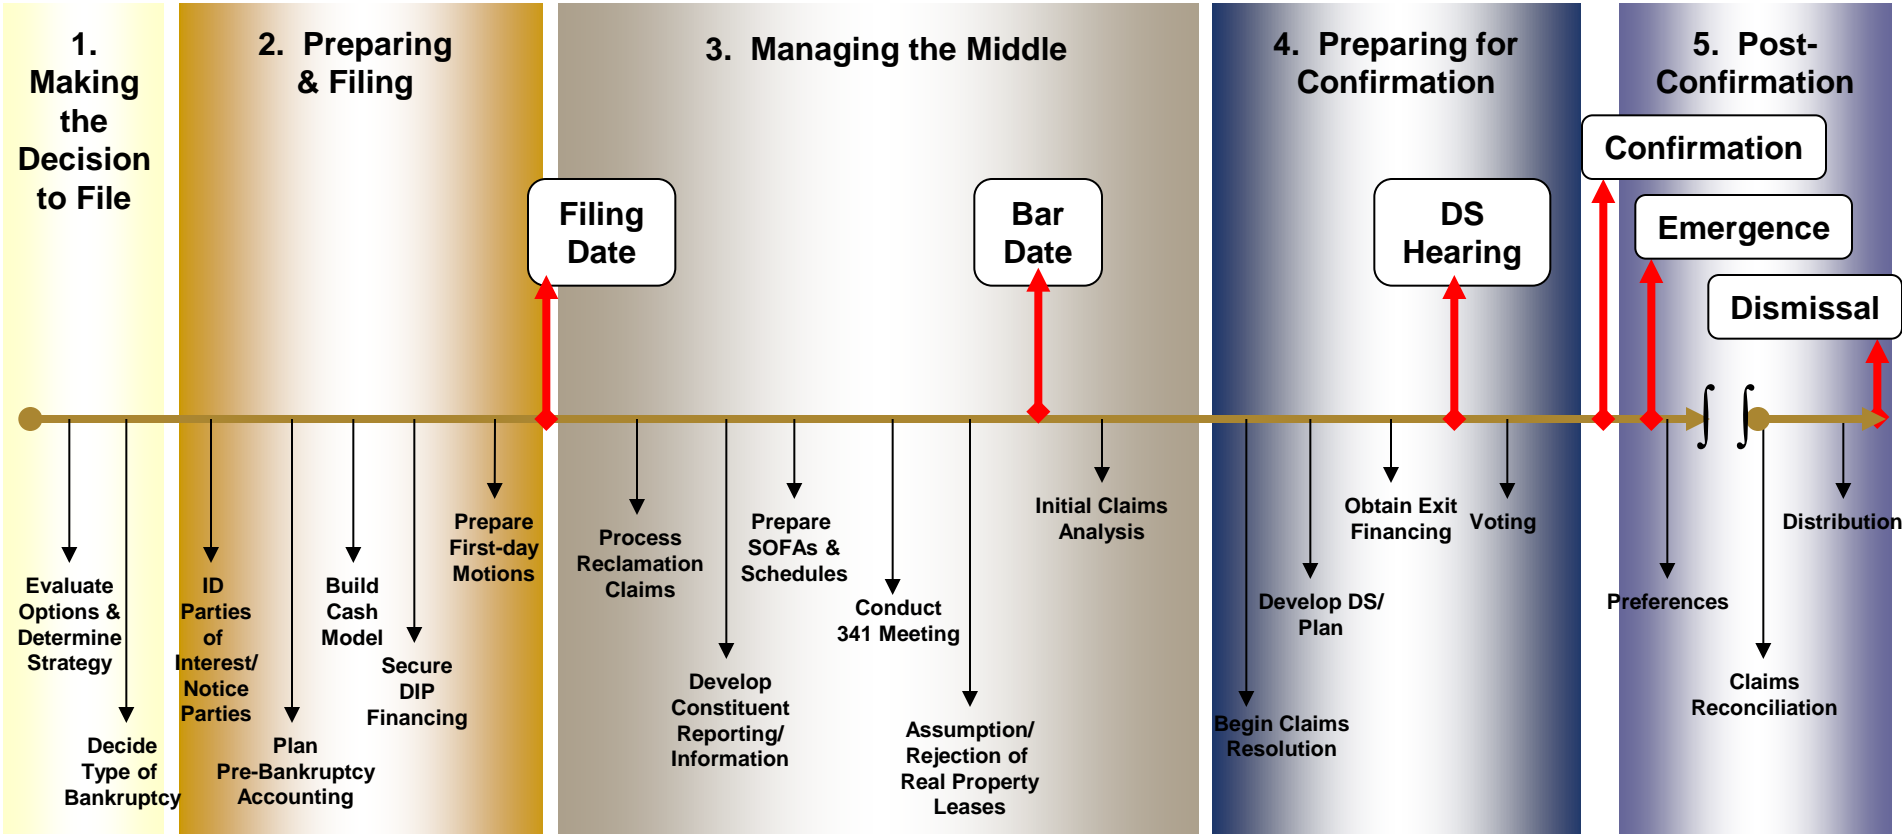 1.
Making
the
Decision
to File
2. Preparing
& Filing
3. Managing the Middle
4. Preparing for
Confirmation
5. Post-
Confirmation
Filing
Date
Bar
Date
DS
Hearing
Confirmation
Emergence
Dismissal
Evaluate
Options &
Determine
Strategy
Decide
Type of
Bankruptcy
ID
Parties
of
Interest/
Notice
Parties
Plan
Pre-Bankruptcy
Accounting
Build
Cash
Model
Secure
DIP
Financing
Prepare
First-day
Motions
Process
Reclamation
Claims
Develop
Constituent
Reporting/
Information
Prepare
SOFAs &
Schedules
Conduct
341 Meeting
Assumption/
Rejection of
Real Property
Leases
Initial Claims
Analysis
Begin Claims
Resolution
Develop DS/
Plan
Obtain Exit
Financing
Voting
Preferences
Claims
Reconciliation
Distribution